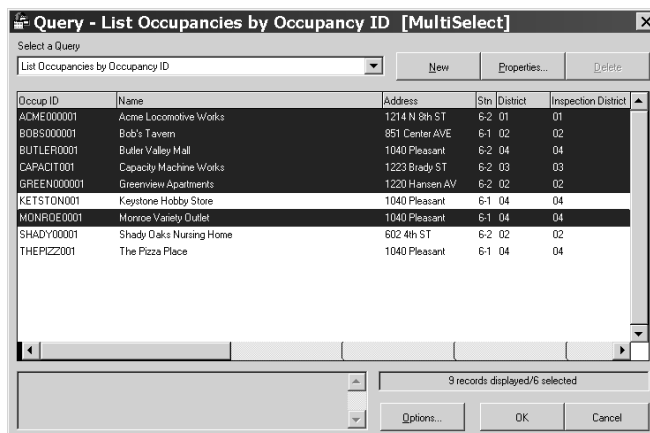 Query - List Occupancies by Occupancy ID [MultiSelect]
Select a Query
List Occupancies by Occupancy ID
New Properties... Delete
Occup ID Name Address Stn District Inspection District
ACME000001 Acme Locomotive Works 1214 N 8th ST 6-2 01 01
BOBS000001 Bob's Tavern 851 Center AVE 6-1 02 02
BUTLER0001 Butler Valley Mall 1040 Pleasant 6-2 04 04
CAPACIT001 Capacity Machine Works 1223 Brady ST 6-2 03 03
GREEN000001 Greenview Apartments 1220 Hansen AV 6-2 02 02
KETSTON001 Keystone Hobby Store 1040 Pleasant 6-1 04 04
MONROE0001 Monroe Variety Outlet 1040 Pleasant 6-1 04 04
SHADY00001 Shady Oaks Nursing Home 602 4th ST 6-2 02 02
THEPIZZ001 The Pizza Place 1040 Pleasant 6-1 04 04
9 records displayed/6 selected
Options... OK Cancel